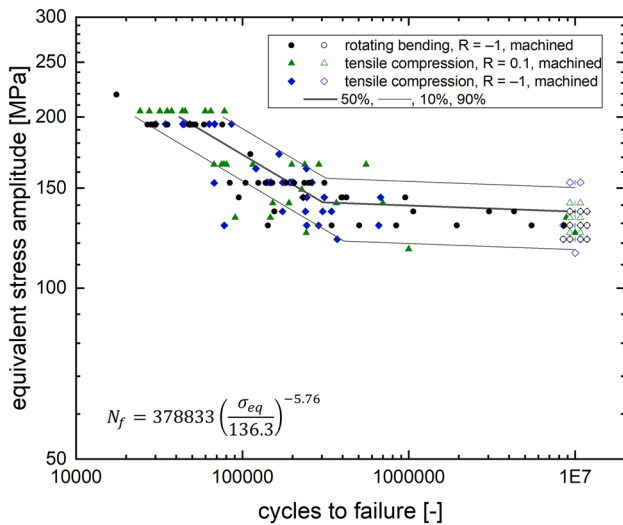 rotating bending, R = –1, machined
tensile compression, R = 0.1, machined
tensile compression, R = –1, machined
50%, 10%, 90%
equivalent stress amplitude [MPa]
300
200
150
100
50
N_f = 378833 (σ_eq / 136.3)^−5.76
10000 100000 1000000 1E7
cycles to failure [-]